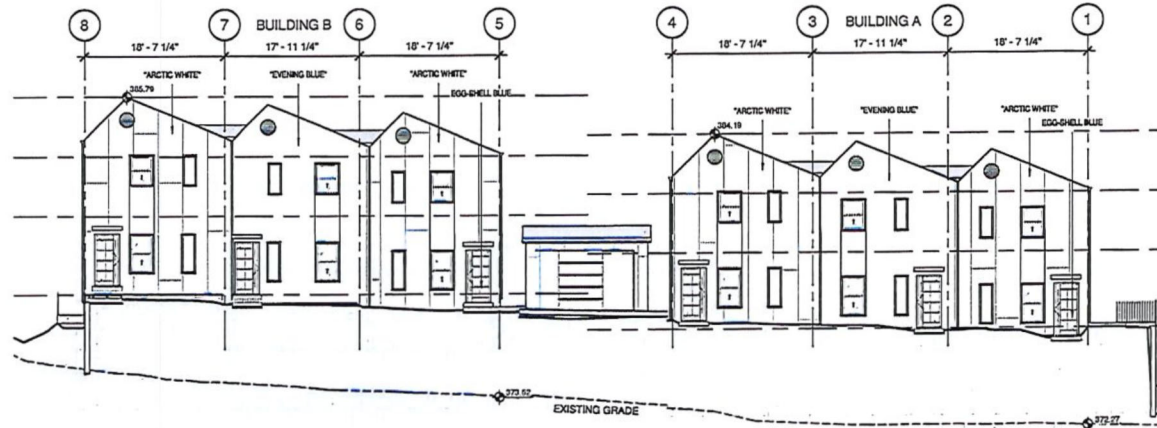 8 BUILDING B 7 6 5 4 3 BUILDING A 2 1
18' - 7 1/4" 17' - 11 1/4" 18' - 7 1/4" 18' - 7 1/4" 17' - 11 1/4" 18' - 7 1/4"
"ARCTIC WHITE" "EVENING BLUE" "ARCTIC WHITE"
385.79 EGG-SHELL BLUE
"ARCTIC WHITE" "EVENING BLUE" "ARCTIC WHITE"
384.19 EGG-SHELL BLUE
373.52
EXISTING GRADE
372.27